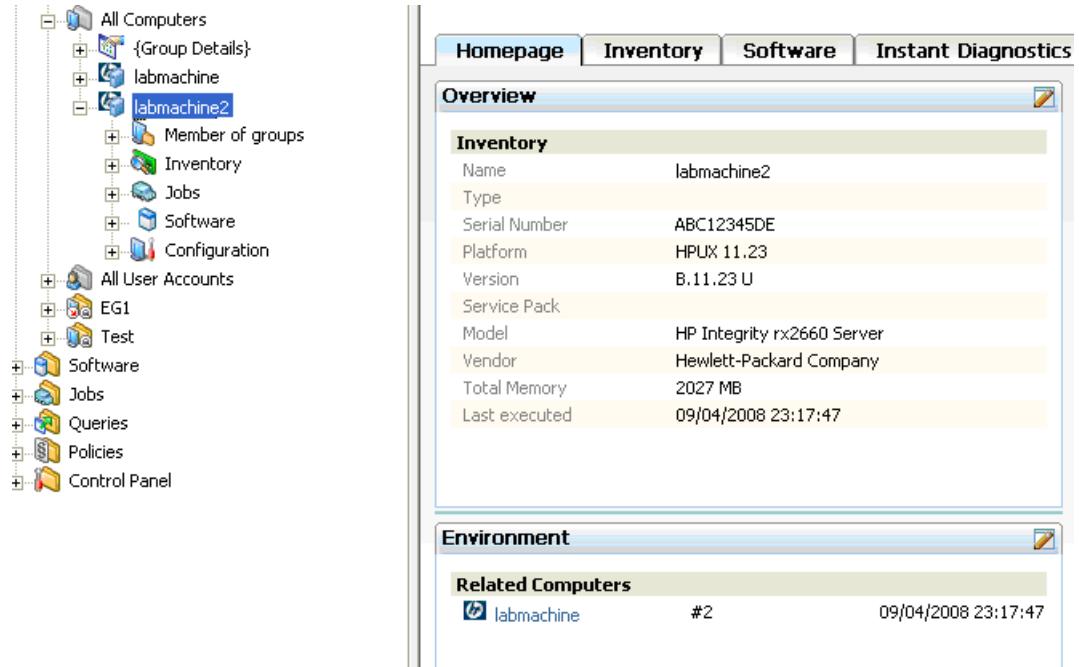 All Computers
{Group Details}
labmachine
labmachine2
Member of groups
Inventory
Jobs
Software
Configuration
All User Accounts
EG1
Test
Software
Jobs
Queries
Policies
Control Panel
Homepage Inventory Software Instant Diagnostics
Overview
Inventory
Name labmachine2
Type
Serial Number ABC12345DE
Platform HPUX 11.23
Version B.11.23 U
Service Pack
Model HP Integrity rx2660 Server
Vendor Hewlett-Packard Company
Total Memory 2027 MB
Last executed 09/04/2008 23:17:47
Environment
Related Computers
labmachine #2 09/04/2008 23:17:47